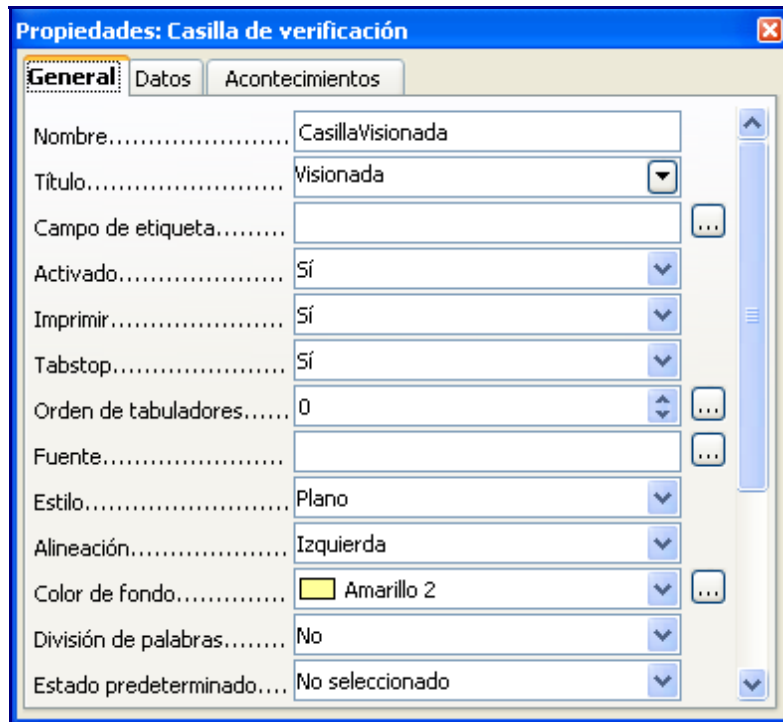 Propiedades: Casilla de verificación
General Datos Acontecimientos
Nombre....................... CasillaVisionada
Título......................... Visionada
Campo de etiqueta......... ...
Activado...................... Sí
Imprimir...................... Sí
Tabstop...................... Sí
Orden de tabuladores...... 0 ...
Fuente....................... ...
Estilo.......................... Plano
Alineación.................... Izquierda
Color de fondo.............. Amarillo 2 ...
División de palabras........ No
Estado predeterminado.... No seleccionado